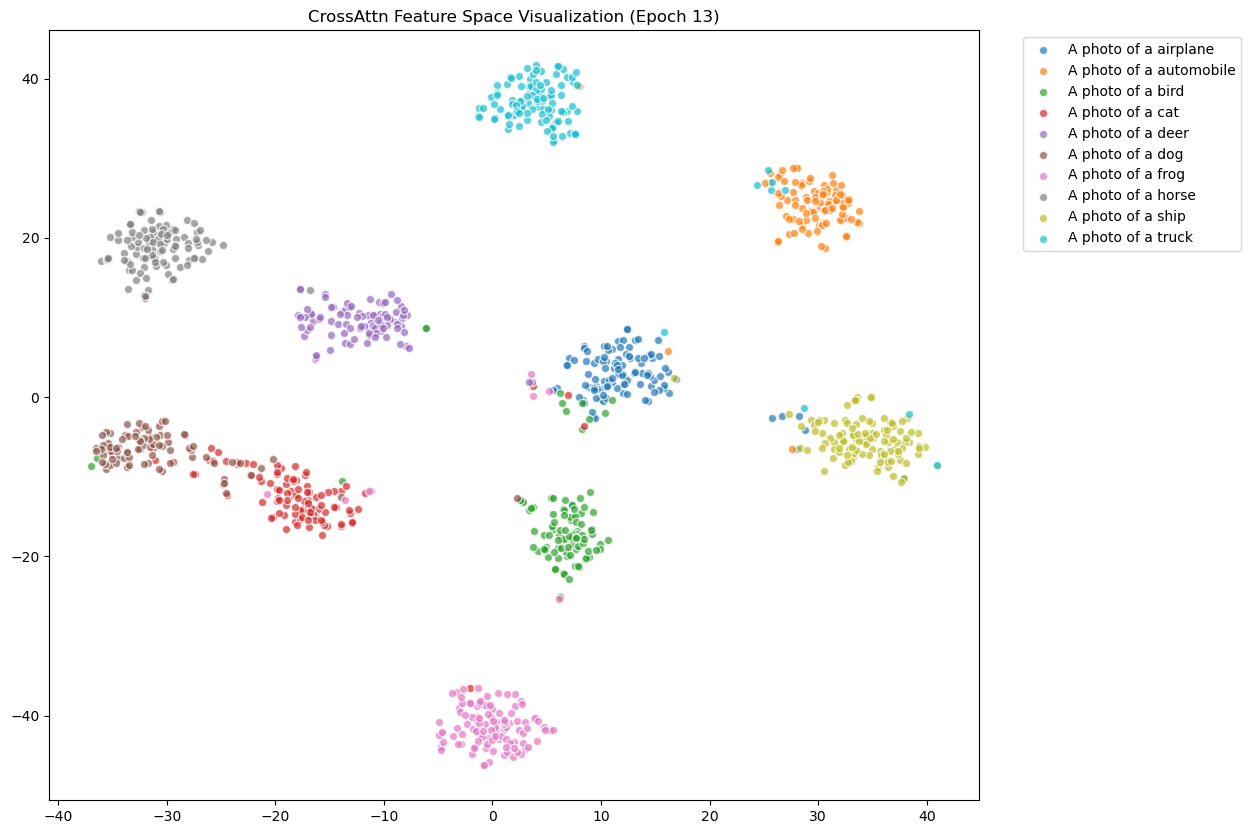 CrossAttn Feature Space Visualization (Epoch 13)
A photo of a airplane
A photo of a automobile
A photo of a bird
A photo of a cat
A photo of a deer
A photo of a dog
A photo of a frog
A photo of a horse
A photo of a ship
A photo of a truck
40
20
0
−20
−40
−40 −30 −20 −10 0 10 20 30 40